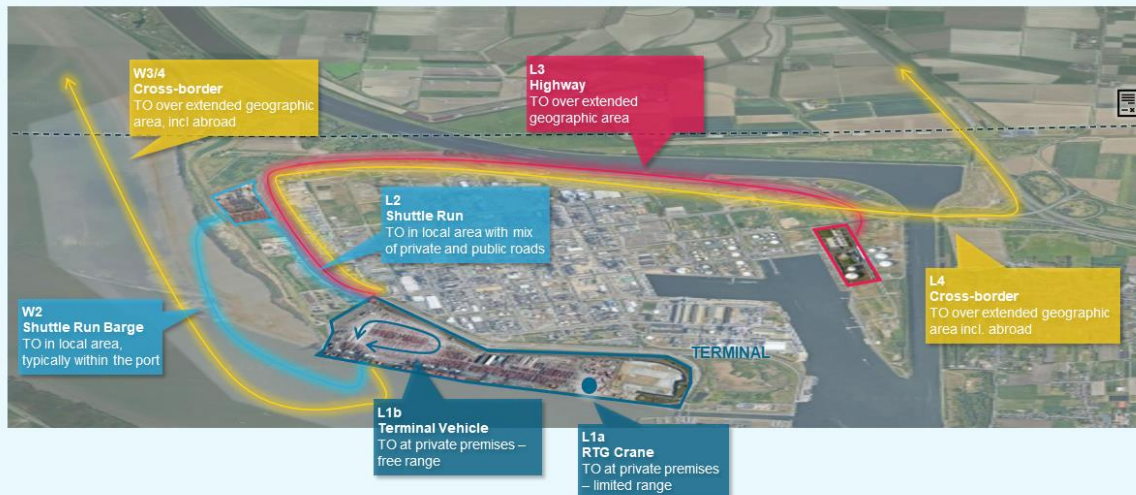 W3/4
Cross-border
TO over extended geographic
area, incl abroad
L3
Highway
TO over extended
geographic area
L2
Shuttle Run
TO in local area with mix
of private and public roads
W2
Shuttle Run Barge
TO in local area,
typically within the port
L4
Cross-border
TO over extended geographic
area incl. abroad
TERMINAL
L1b
Terminal Vehicle
TO at private premises –
free range
L1a
RTG Crane
TO at private premises
– limited range